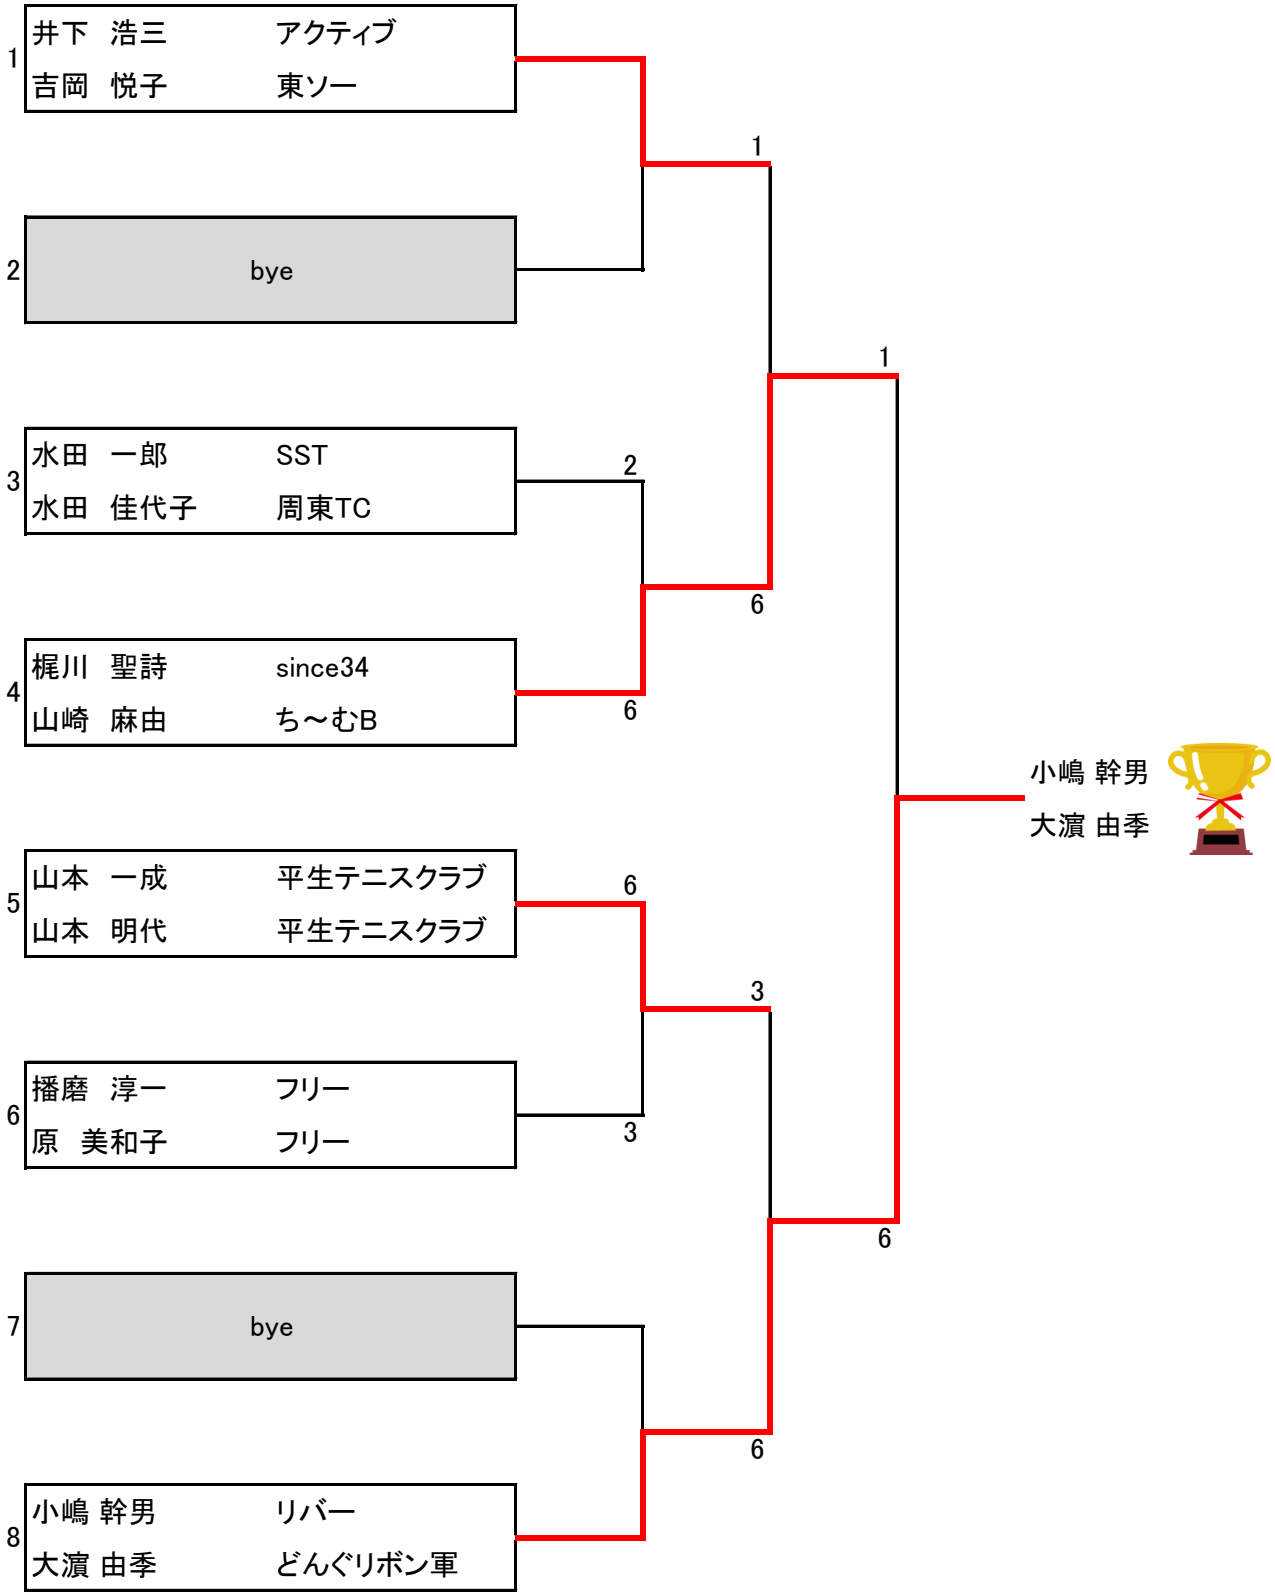 1
井下 浩三 アクティブ
吉岡 悦子 東ソー
1
2
bye
1
3
水田 一郎 SST
水田 佳代子 周東TC
2
6
4
梶川 聖詩 since34
山崎 麻由 ち～むB
6
小嶋 幹男
大濵 由季
5
山本 一成 平生テニスクラブ
山本 明代 平生テニスクラブ
6
3
6
播磨 淳一 フリー
原 美和子 フリー
3
6
7
bye
6
8
小嶋 幹男 リバー
大濵 由季 どんぐリボン軍